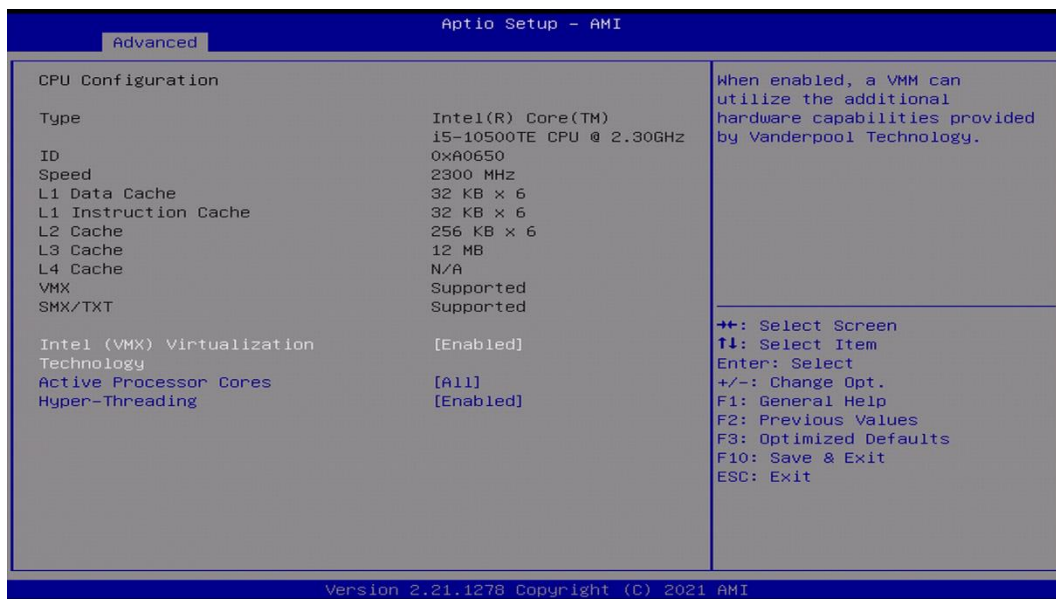 Aptio Setup – AMI
Advanced
CPU Configuration
Type Intel(R) Core(TM)
i5-10500TE CPU @ 2.30GHz
ID 0xA0650
Speed 2300 MHz
L1 Data Cache 32 KB x 6
L1 Instruction Cache 32 KB x 6
L2 Cache 256 KB x 6
L3 Cache 12 MB
L4 Cache N/A
VMX Supported
SMX/TXT Supported
Intel (VMX) Virtualization [Enabled]
Technology
Active Processor Cores [All]
Hyper-Threading [Enabled]
When enabled, a VMM can
utilize the additional
hardware capabilities provided
by Vanderpool Technology.
→←: Select Screen
↑↓: Select Item
Enter: Select
+/-: Change Opt.
F1: General Help
F2: Previous Values
F3: Optimized Defaults
F10: Save & Exit
ESC: Exit
Version 2.21.1278 Copyright (C) 2021 AMI